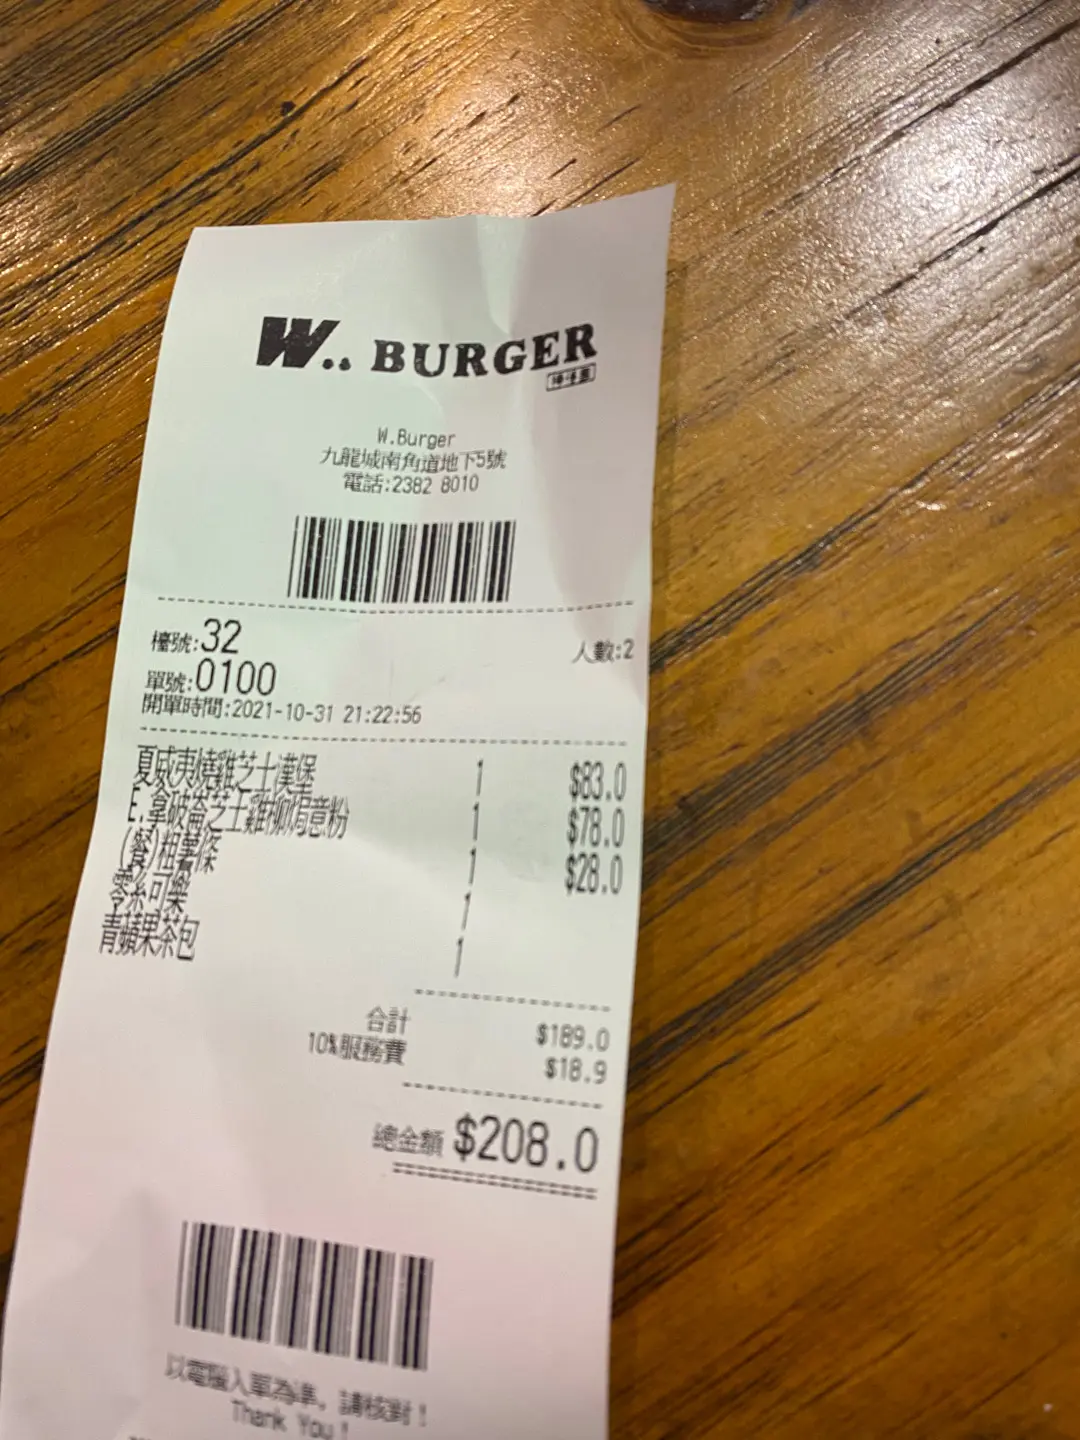 W.. BURGER
W.Burger
九龍城南角道地下5號
電話:2382 8010
檯號:32 人數:2
單號:0100
開單時間:2021-10-31 21:22:56
夏威夷燒雞芝士漢堡 1 $83.0
E.拿破崙芝士雞柳焗意粉 1 $78.0
(餐)粗薯條 1 $28.0
零糸可樂 1
青蘋果茶包 1
合計 $189.0
10%服務費 $18.9
總金額 $208.0
以電腦入單為準，請核對！
Thank You !